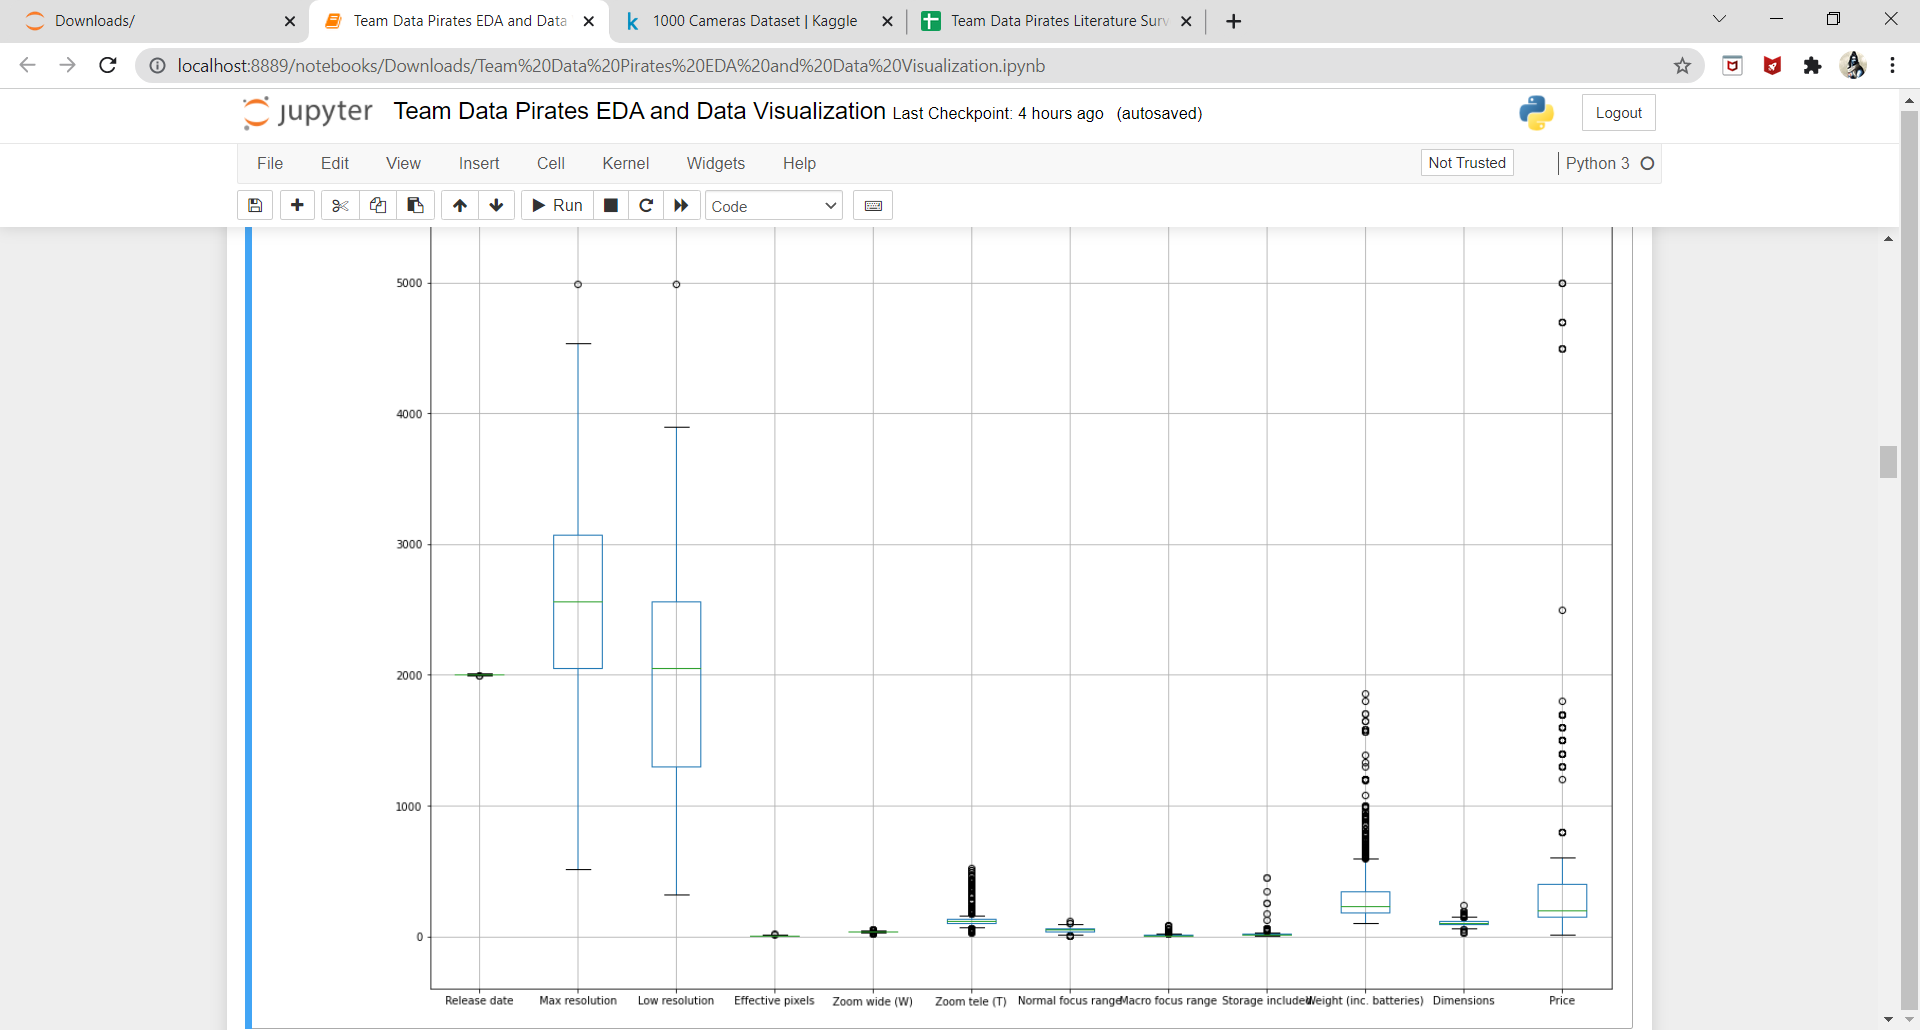 Downloads/
Team Data Pirates EDA and Data
1000 Cameras Dataset | Kaggle
Team Data Pirates Literature Surv
localhost:8889/notebooks/Downloads/Team%20Data%20Pirates%20EDA%20and%20Data%20Visualization.ipynb
jupyter Team Data Pirates EDA and Data Visualization Last Checkpoint: 4 hours ago (autosaved)
Logout
File Edit View Insert Cell Kernel Widgets Help
Not Trusted
Python 3
Run
Code
5000
4000
3000
2000
1000
0
Release date
Max resolution
Low resolution
Effective pixels
Zoom wide (W)
Zoom tele (T)
Normal focus range
Macro focus range
Storage included
Weight (inc. batteries)
Dimensions
Price